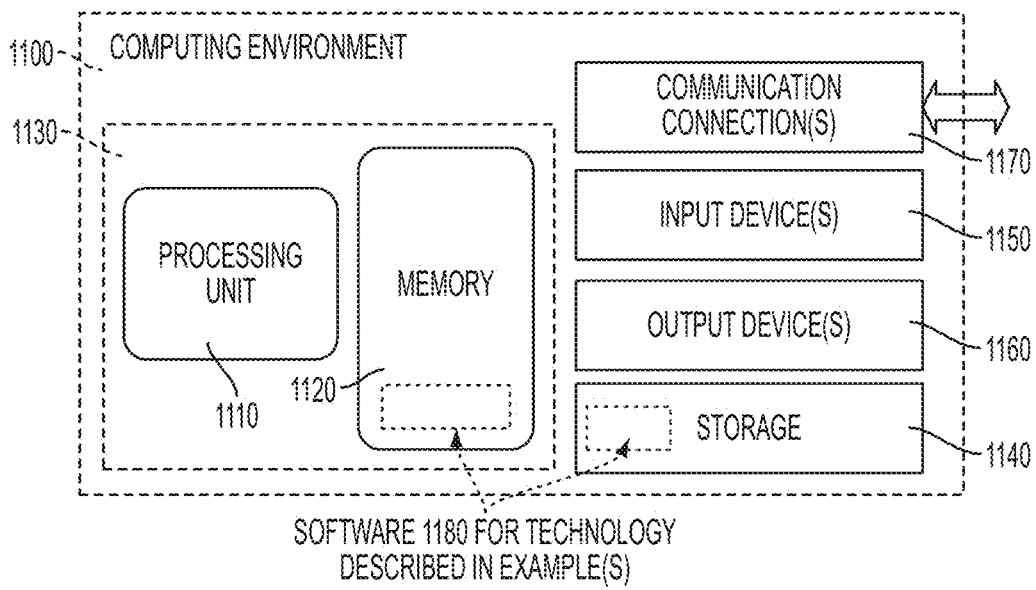 COMPUTING ENVIRONMENT
1100
1130
PROCESSING
UNIT
1110
MEMORY
1120
COMMUNICATION
CONNECTION(S)
1170
INPUT DEVICE(S)
1150
OUTPUT DEVICE(S)
1160
STORAGE
1140
SOFTWARE 1180 FOR TECHNOLOGY
DESCRIBED IN EXAMPLE(S)